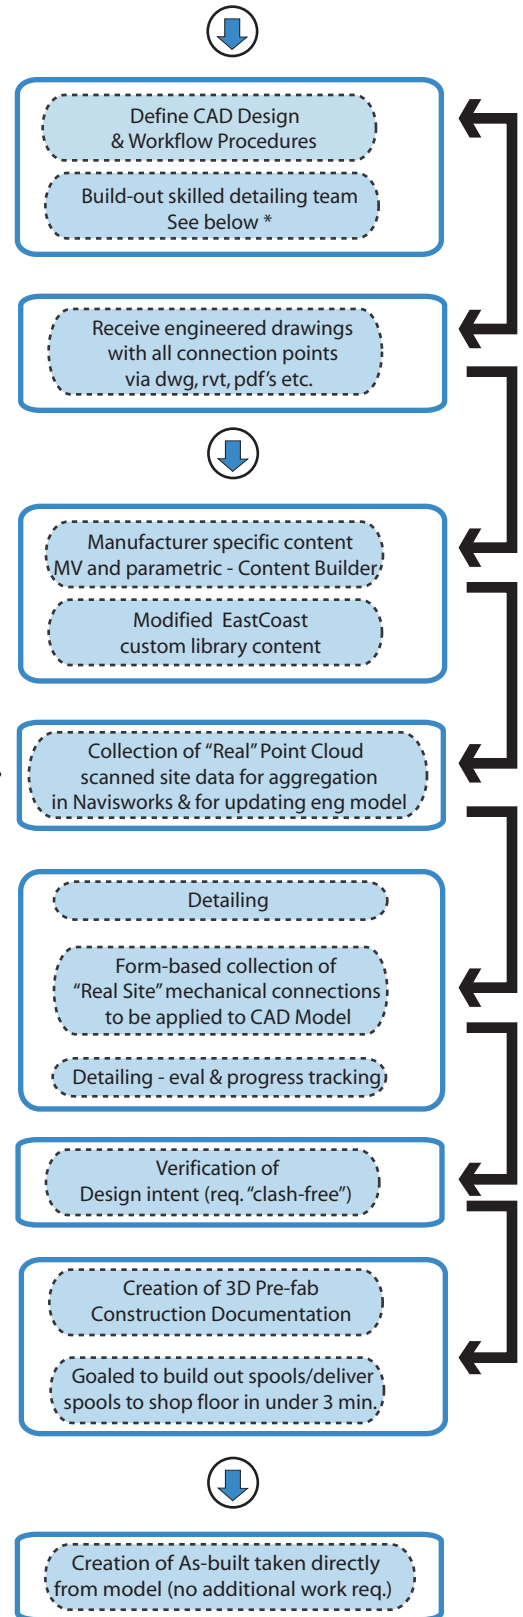 Define CAD Design
& Workflow Procedures
Build-out skilled detailing team
See below *
Receive engineered drawings
with all connection points
via dwg, rvt, pdf's etc.
Manufacturer specific content
MV and parametric - Content Builder
Modified EastCoast
custom library content
Collection of “Real” Point Cloud
scanned site data for aggregation
in Navisworks & for updating eng model
Detailing
Form-based collection of
“Real Site” mechanical connections
to be applied to CAD Model
Detailing - eval & progress tracking
Verification of
Design intent (req. “clash-free”)
Creation of 3D Pre-fab
Construction Documentation
Goaled to build out spools/deliver
spools to shop floor in under 3 min.
Creation of As-built taken directly
from model (no additional work req.)